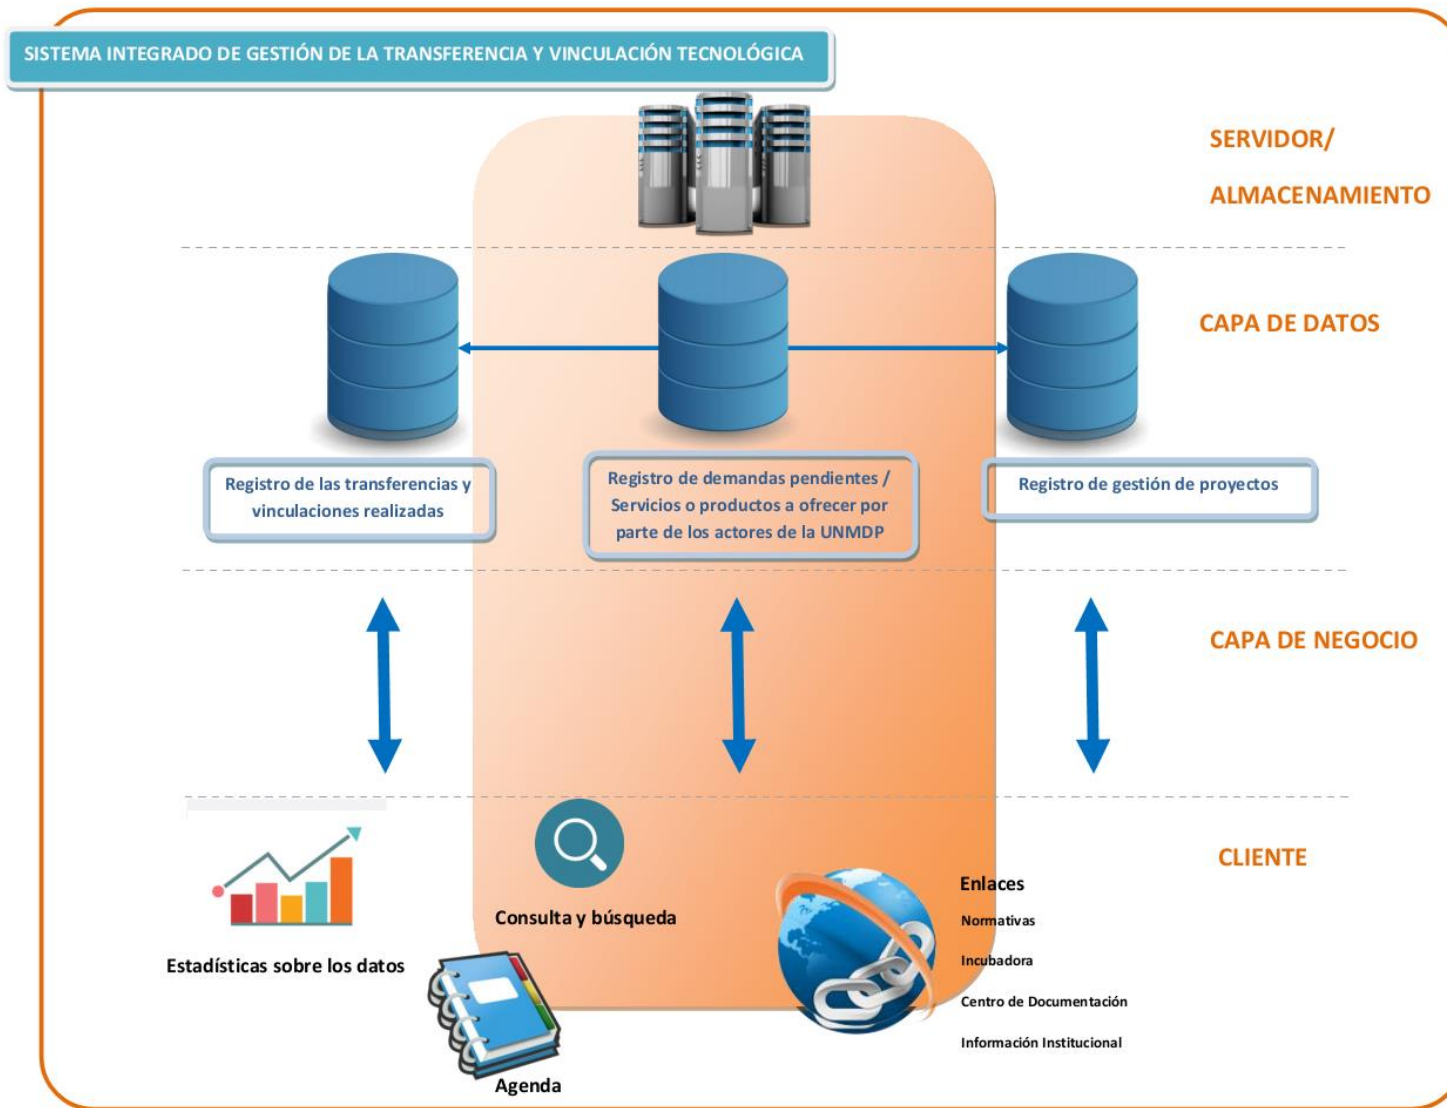 SISTEMA INTEGRADO DE GESTIÓN DE LA TRANSFERENCIA Y VINCULACIÓN TECNOLÓGICA
SERVIDOR/
ALMACENAMIENTO
CAPA DE DATOS
Registro de las transferencias y
vinculaciones realizadas
Registro de demandas pendientes /
Servicios o productos a ofrecer por
parte de los actores de la UNMDP
Registro de gestión de proyectos
CAPA DE NEGOCIO
CLIENTE
Estadísticas sobre los datos
Consulta y búsqueda
Agenda
Enlaces
Normativas
Incubadora
Centro de Documentación
Información Institucional